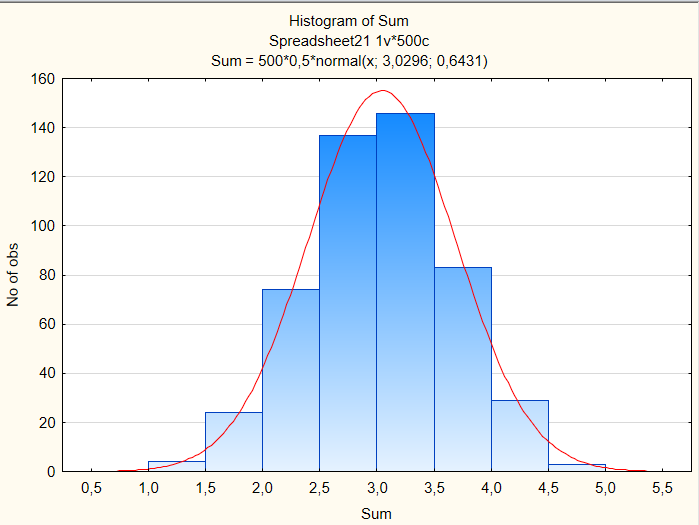 Histogram of Sum
Spreadsheet21 1v*500c
Sum = 500*0,5*normal(x; 3,0296; 0,6431)
160
140
120
100
80
60
40
20
0
No of obs
0,5 1,0 1,5 2,0 2,5 3,0 3,5 4,0 4,5 5,0 5,5
Sum